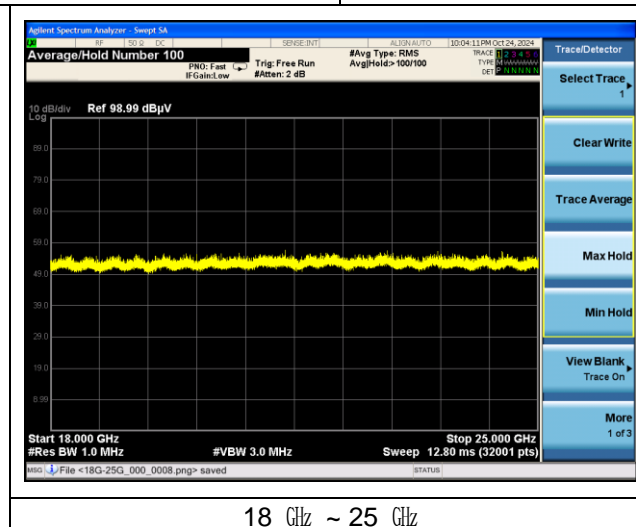 Agilent Spectrum Analyzer - Swept SA
RF 50 Ω DC SENSE:INT ALIGN AUTO 10:04:11 PM Oct 24, 2024
Average/Hold Number 100
PNO: Fast
IFGain:Low
Trig: Free Run
#Atten: 2 dB
#Avg Type: RMS
Avg|Hold:>100/100
TRACE 1 2 3 4 5 6
TYPE M
DET P N N N N N
10 dB/div Ref 98.99 dBµV
Log
89.0
79.0
69.0
59.0
49.0
39.0
29.0
19.0
8.99
Start 18.000 GHz Stop 25.000 GHz
#Res BW 1.0 MHz #VBW 3.0 MHz Sweep 12.80 ms (32001 pts)
MSG File <18G-25G_000_0008.png> saved STATUS
Trace/Detector
Select Trace
1
Clear Write
Trace Average
Max Hold
Min Hold
View Blank
Trace On
More
1 of 3
18 ㎓ ~ 25 ㎓